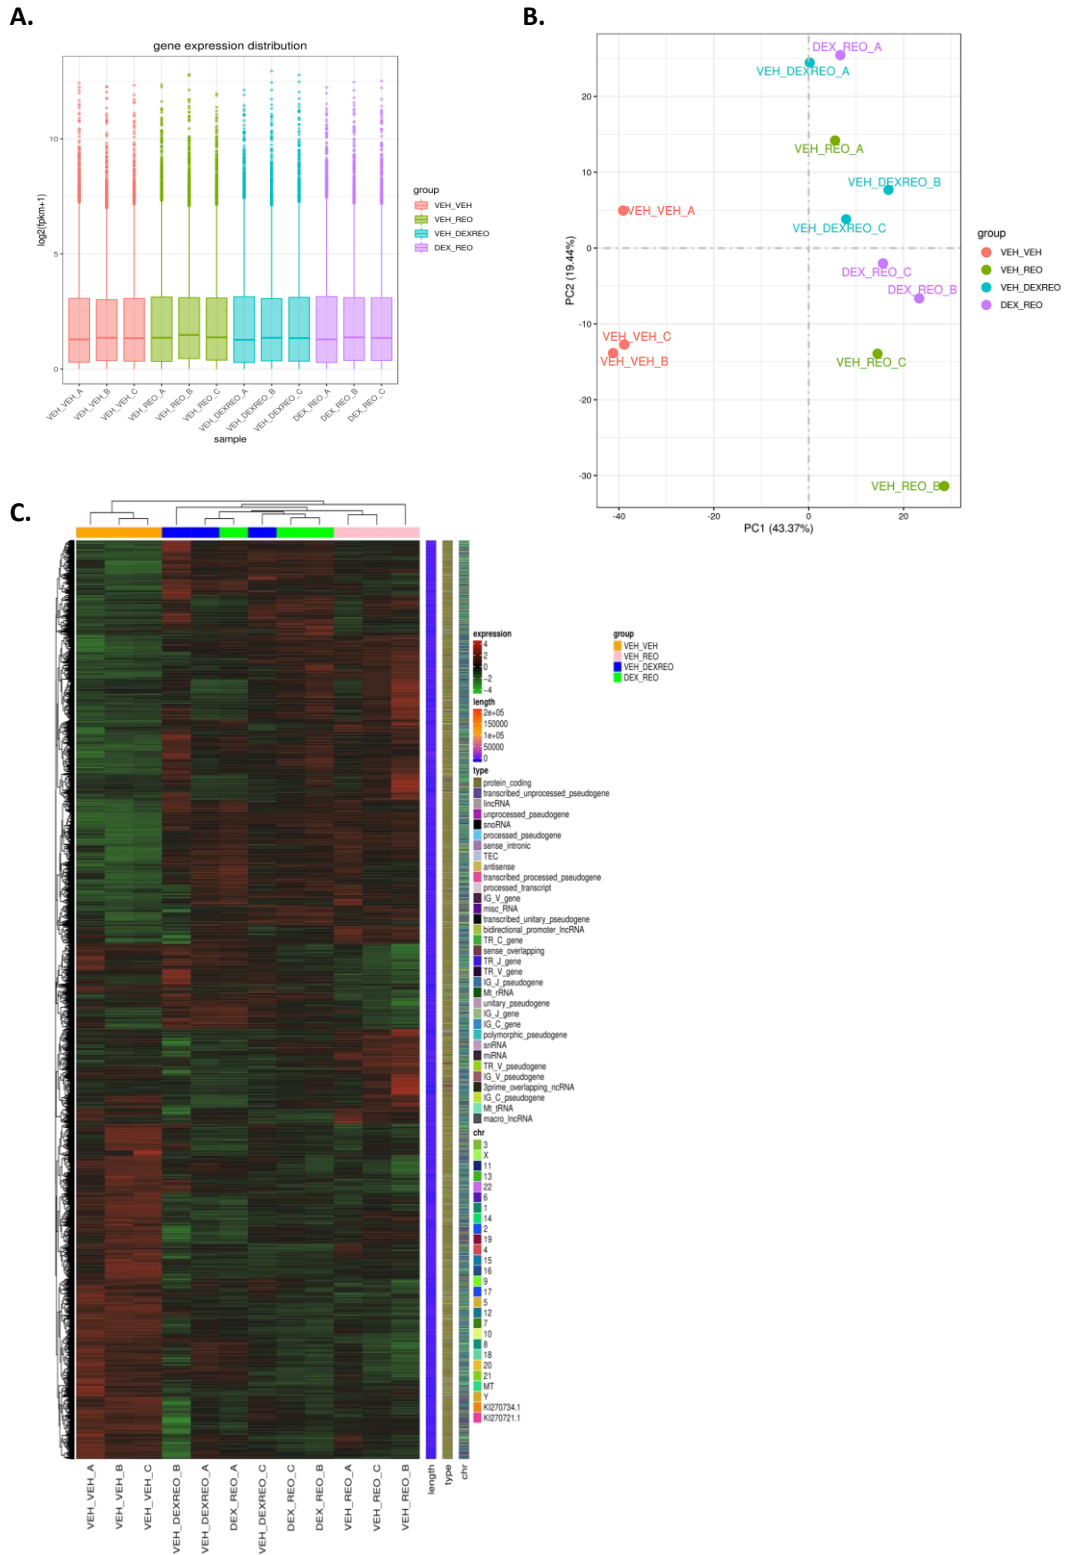 A.
gene expression distribution
log2(fpkm+1)
10
5
0
VEH_VEH_A
VEH_VEH_B
VEH_VEH_C
VEH_REO_A
VEH_REO_B
VEH_REO_C
VEH_DEXREO_A
VEH_DEXREO_B
VEH_DEXREO_C
DEX_REO_A
DEX_REO_B
DEX_REO_C
sample
group
VEH_VEH
VEH_REO
VEH_DEXREO
DEX_REO
B.
PC2 (19.44%)
20
10
0
-10
-20
-30
DEX_REO_A
VEH_DEXREO_A
VEH_REO_A
VEH_DEXREO_B
VEH_VEH_A
VEH_DEXREO_C
DEX_REO_C
DEX_REO_B
VEH_VEH_C
VEH_VEH_B
VEH_REO_C
VEH_REO_B
-40
-20
0
20
PC1 (43.37%)
group
VEH_VEH
VEH_REO
VEH_DEXREO
DEX_REO
C.
expression
4
2
0
-2
-4
length
2e+05
150000
1e+05
50000
0
type
protein_coding
transcribed_unprocessed_pseudogene
lincRNA
unprocessed_pseudogene
snoRNA
processed_pseudogene
sense_intronic
TEC
antisense
transcribed_processed_pseudogene
processed_transcript
IG_V_gene
misc_RNA
transcribed_unitary_pseudogene
bidirectional_promoter_lncRNA
TR_C_gene
sense_overlapping
TR_J_gene
TR_V_gene
IG_J_pseudogene
Mt_rRNA
unitary_pseudogene
IG_J_gene
IG_C_gene
polymorphic_pseudogene
snRNA
miRNA
TR_V_pseudogene
IG_V_pseudogene
3prime_overlapping_ncRNA
IG_C_pseudogene
Mt_tRNA
macro_lncRNA
chr
3
X
11
13
22
6
1
14
2
19
4
15
16
9
17
5
12
7
10
8
18
20
21
MT
Y
KI270734.1
KI270721.1
group
VEH_VEH
VEH_REO
VEH_DEXREO
DEX_REO
VEH_VEH_A
VEH_VEH_B
VEH_VEH_C
VEH_DEXREO_B
VEH_DEXREO_A
DEX_REO_A
VEH_DEXREO_C
DEX_REO_C
DEX_REO_B
VEH_REO_A
VEH_REO_C
VEH_REO_B
length
type
chr